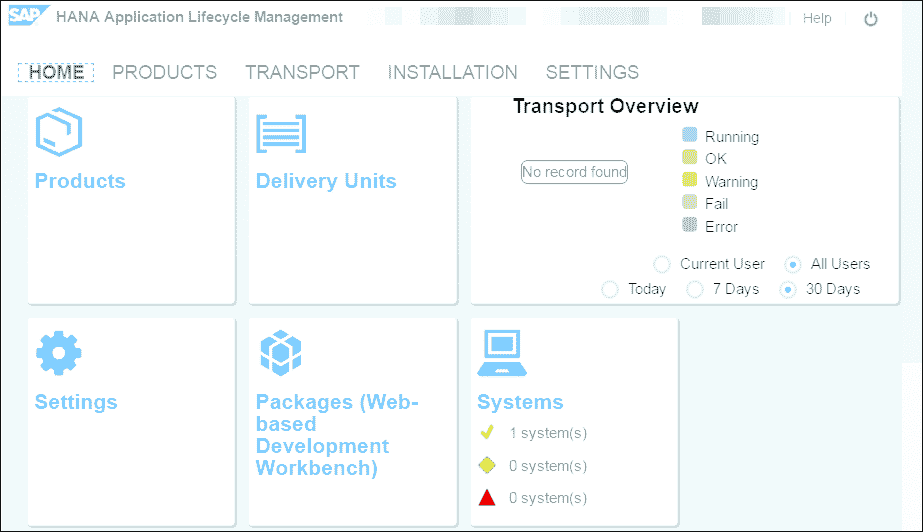 SAP HANA Application Lifecycle Management Help
HOME PRODUCTS TRANSPORT INSTALLATION SETTINGS
Products
Delivery Units
Transport Overview
No record found
Running
OK
Warning
Fail
Error
Current User All Users
Today 7 Days 30 Days
Settings
Packages (Web-
based
Development
Workbench)
Systems
1 system(s)
0 system(s)
0 system(s)